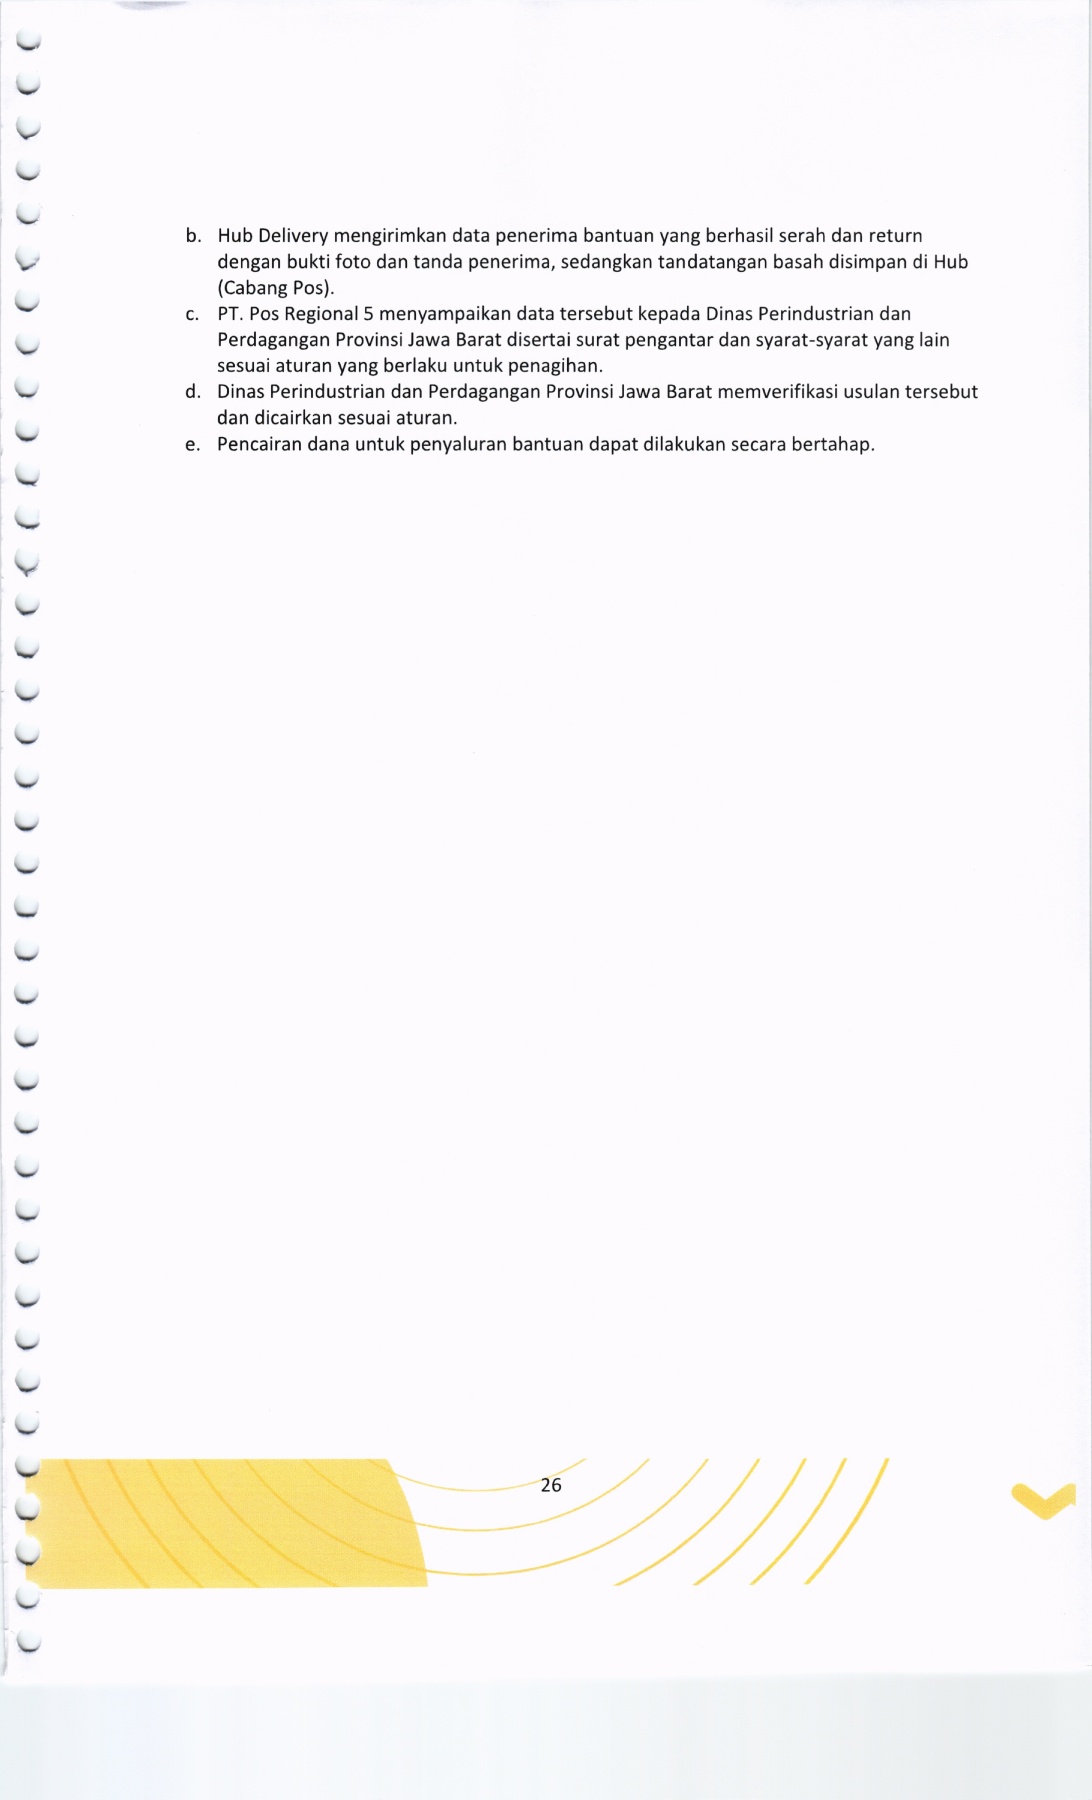 b. Hub Delivery mengirimkan data penerima bantuan yang berhasil serah dan return
dengan bukti foto dan tanda penerima, sedangkan tandatangan basah disimpan di Hub
(Cabang Pos).
c. PT. Pos Regional 5 menyampaikan data tersebut kepada Dinas Perindustrian dan
Perdagangan Provinsi Jawa Barat disertai surat pengantar dan syarat-syarat yang lain
sesuai aturan yang berlaku untuk penagihan.
d. Dinas Perindustrian dan Perdagangan Provinsi Jawa Barat memverifikasi usulan tersebut
dan dicairkan sesuai aturan.
e. Pencairan dana untuk penyaluran bantuan dapat dilakukan secara bertahap.
26